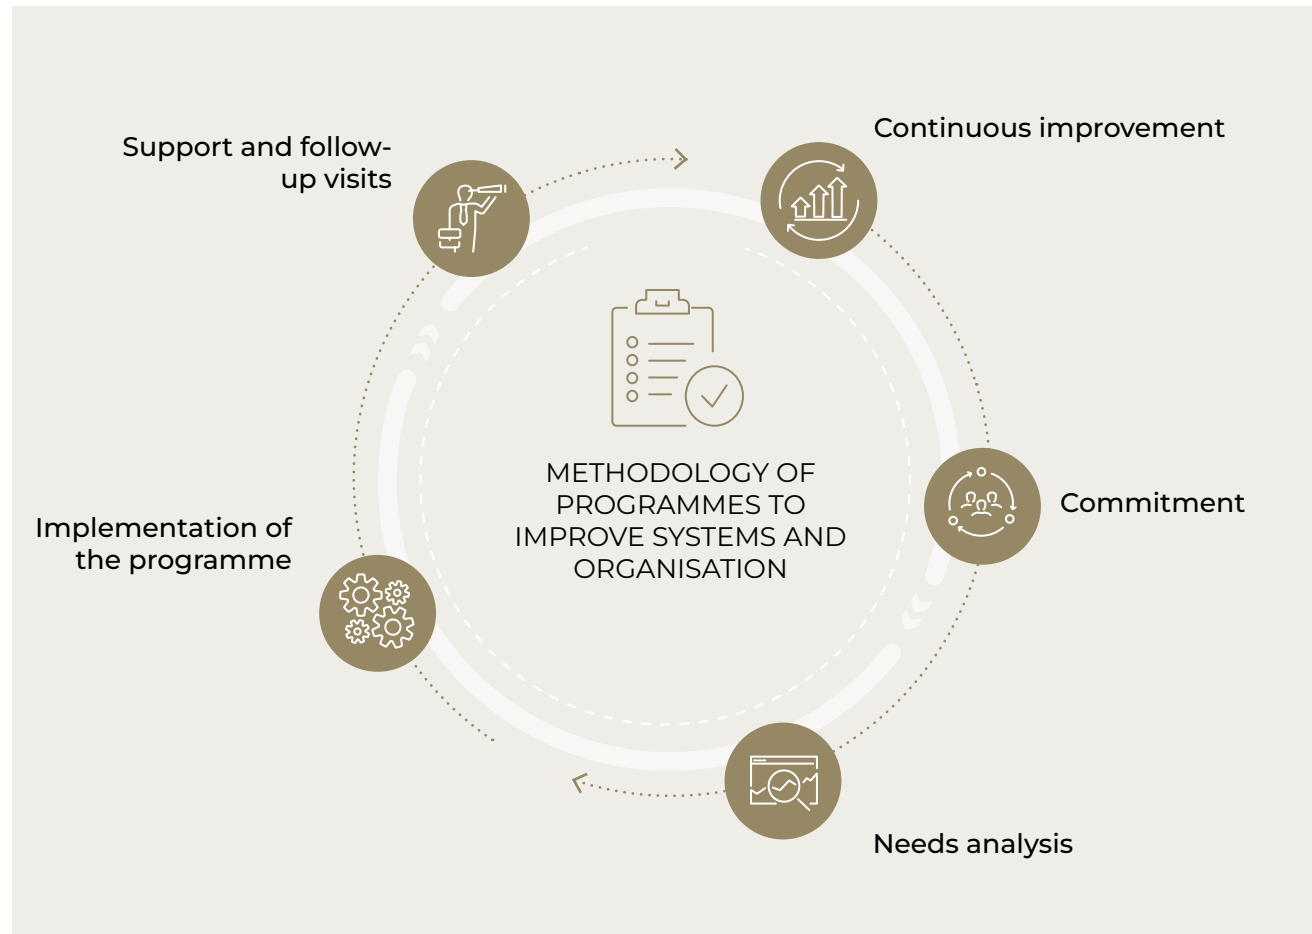 Continuous improvement
Support and follow-
up visits
METHODOLOGY OF
PROGRAMMES TO
IMPROVE SYSTEMS AND
ORGANISATION
Commitment
Implementation of
the programme
Needs analysis